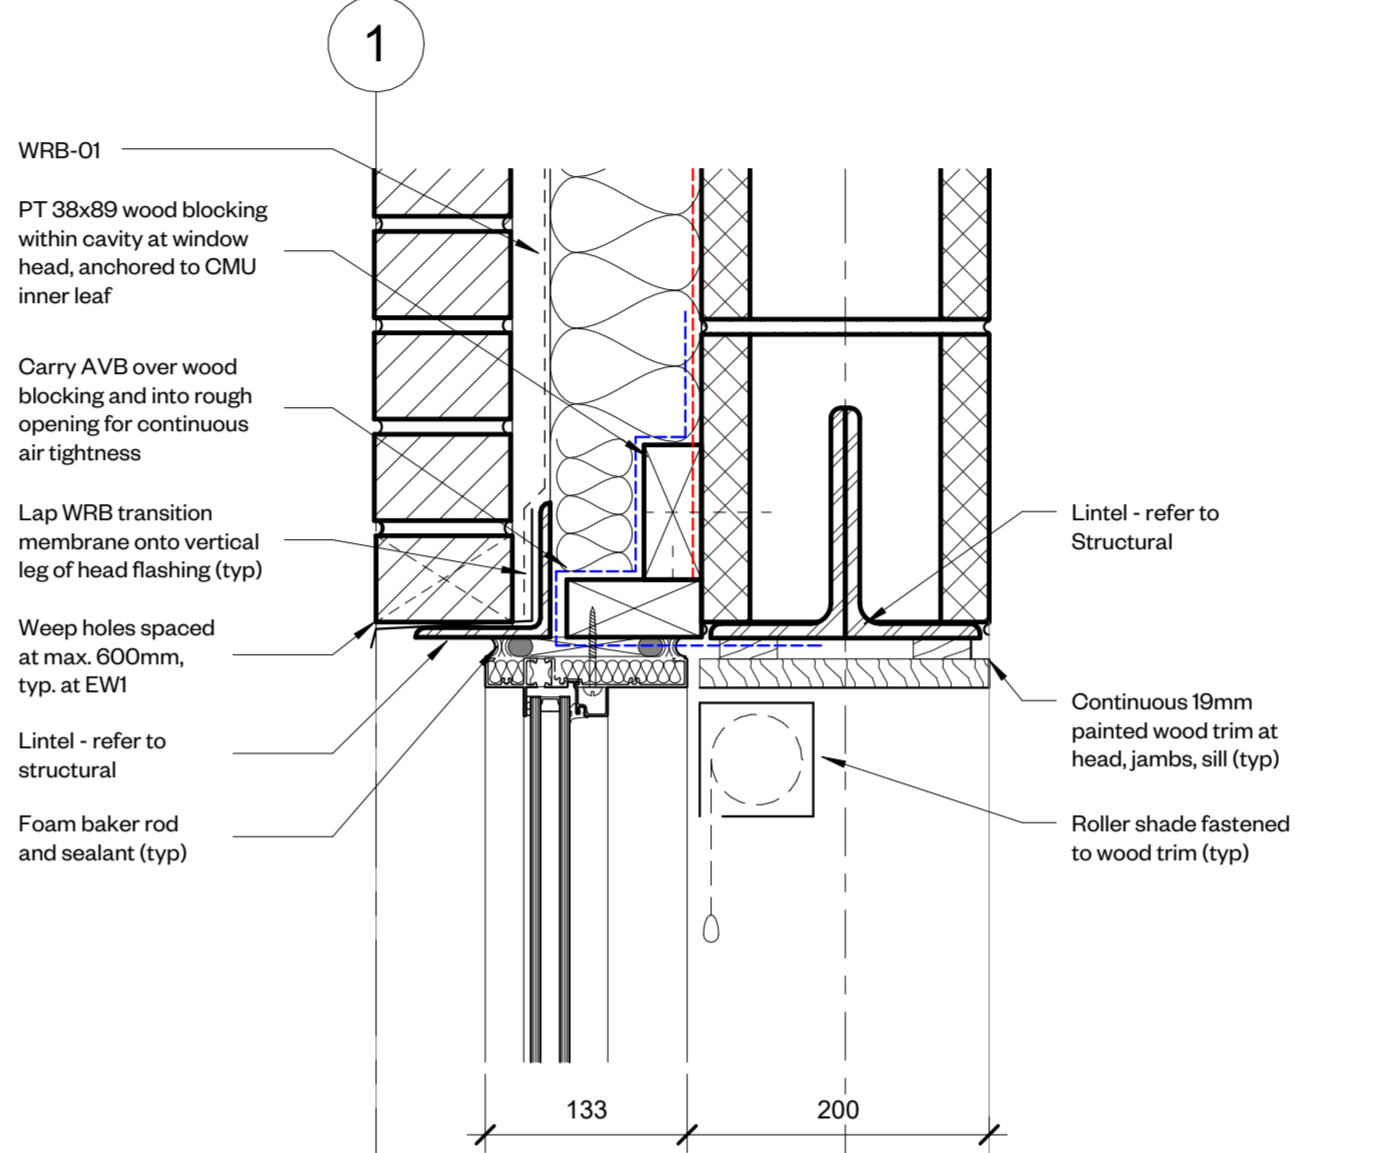 1
WRB-01
PT 38x89 wood blocking
within cavity at window
head, anchored to CMU
inner leaf
Carry AVB over wood
blocking and into rough
opening for continuous
air tightness
Lap WRB transition
membrane onto vertical
leg of head flashing (typ)
Weep holes spaced
at max. 600mm,
typ. at EW1
Lintel - refer to
structural
Foam baker rod
and sealant (typ)
Lintel - refer to
Structural
Continuous 19mm
painted wood trim at
head, jambs, sill (typ)
Roller shade fastened
to wood trim (typ)
133
200